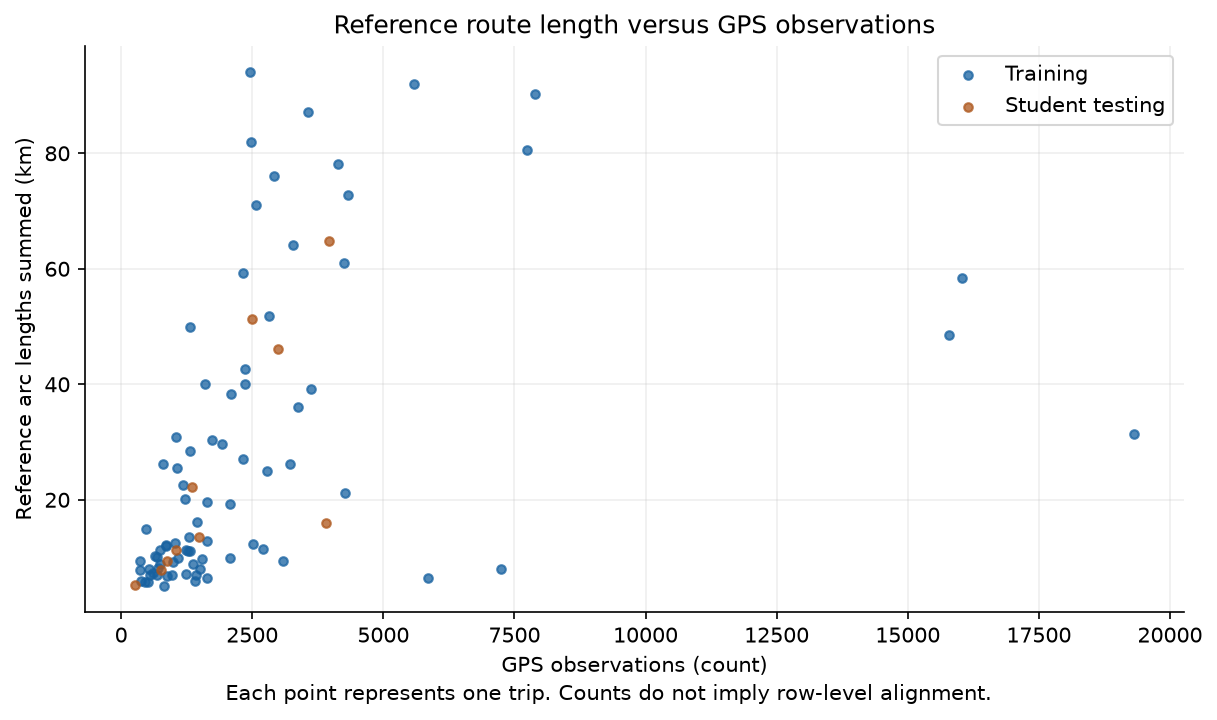 Reference route length versus GPS observations
Training
Student testing
Reference arc lengths summed (km)
80
60
40
20
0 2500 5000 7500 10000 12500 15000 17500 20000
GPS observations (count)
Each point represents one trip. Counts do not imply row-level alignment.